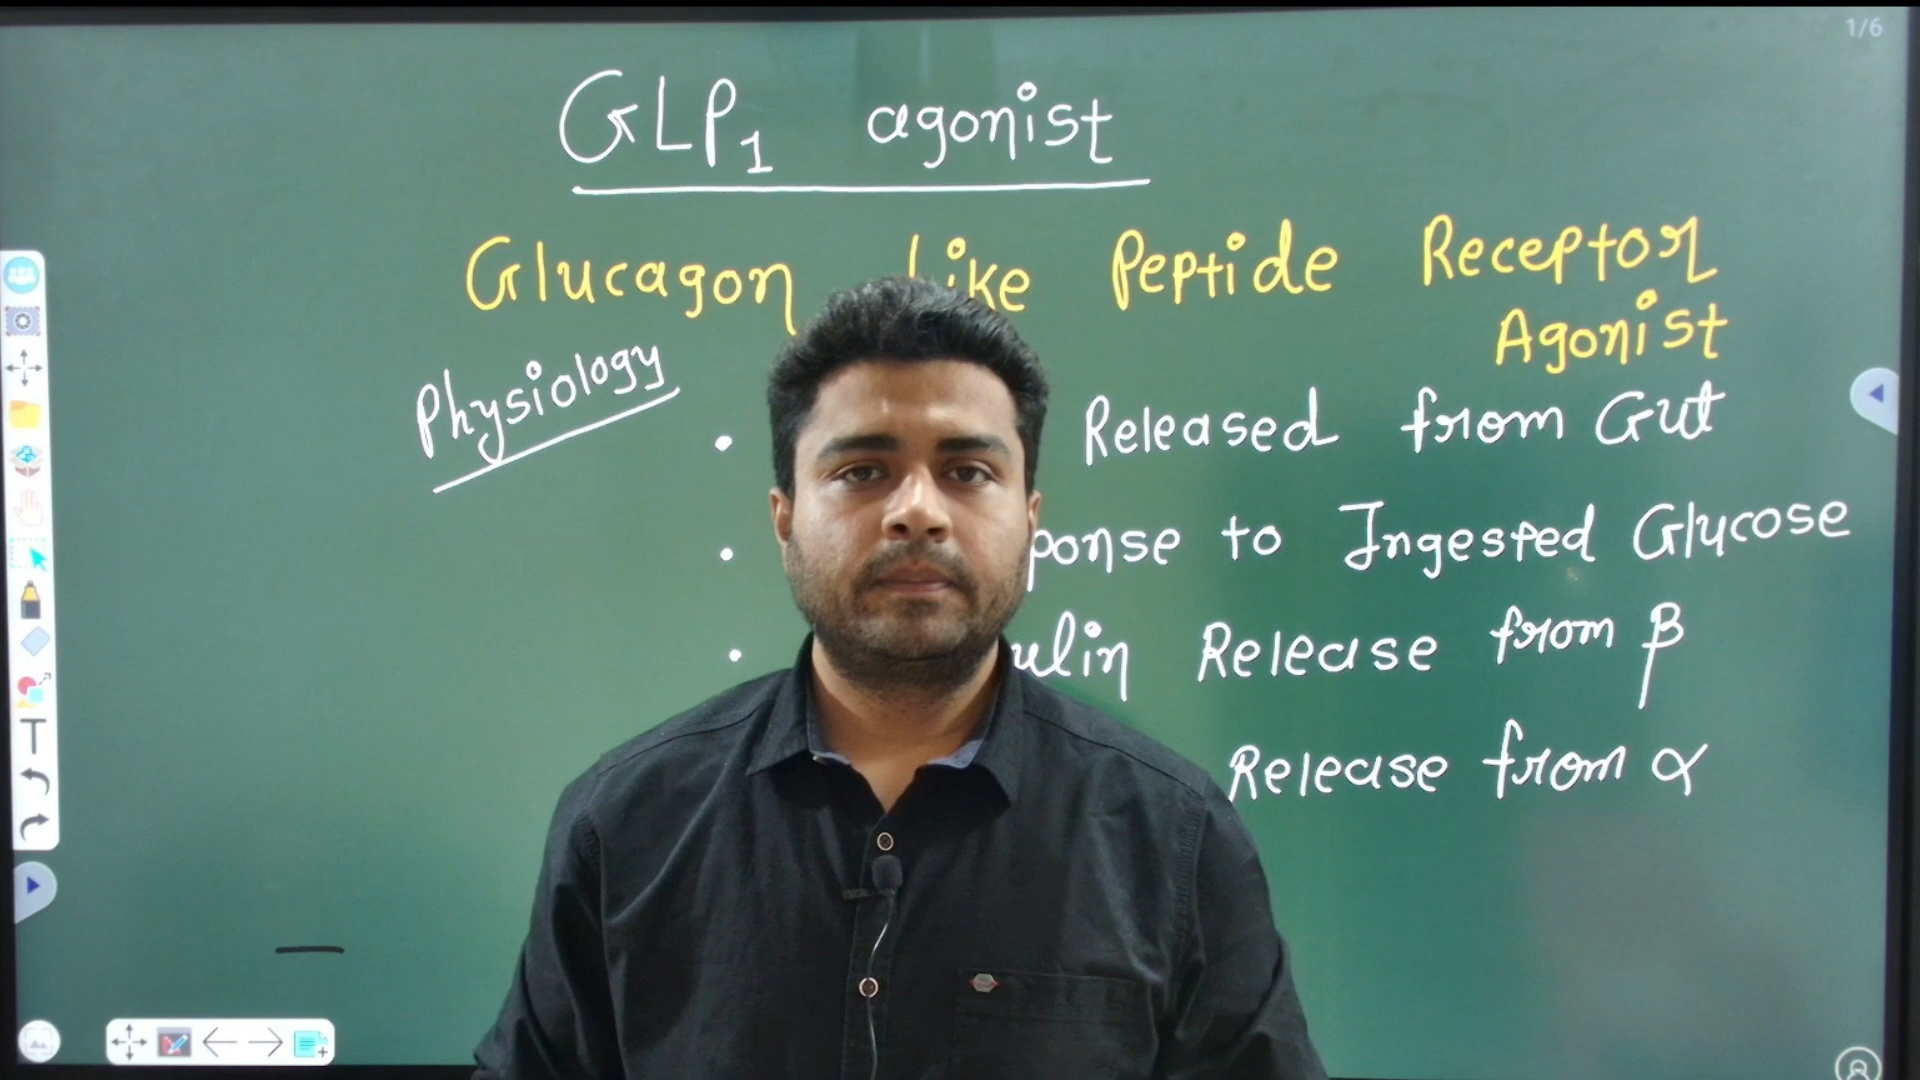 1/6
GLP1 agonist
Glucagon Like Peptide Receptor
Agonist
Physiology
• Released from Gut
• ponse to Ingested Glucose
• ulin Release from β
Release from α
T